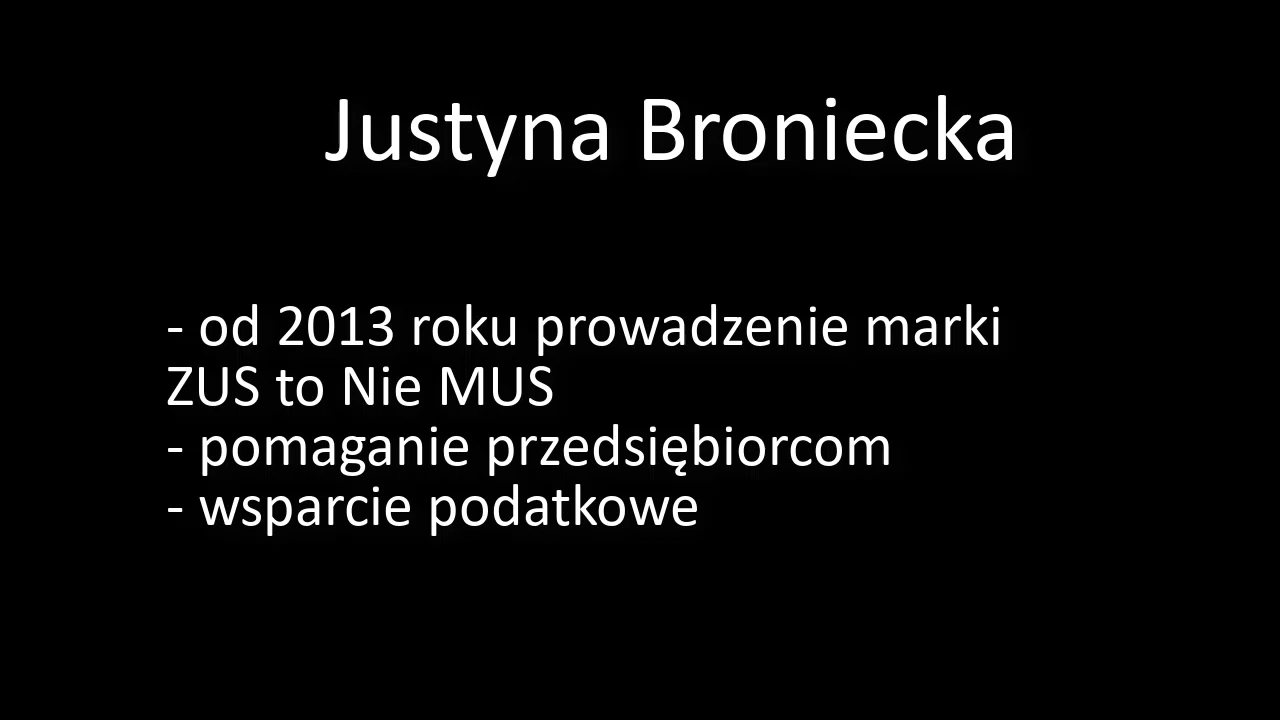 Justyna Broniecka
- od 2013 roku prowadzenie marki
ZUS to Nie MUS
- pomaganie przedsiębiorcom
- wsparcie podatkowe